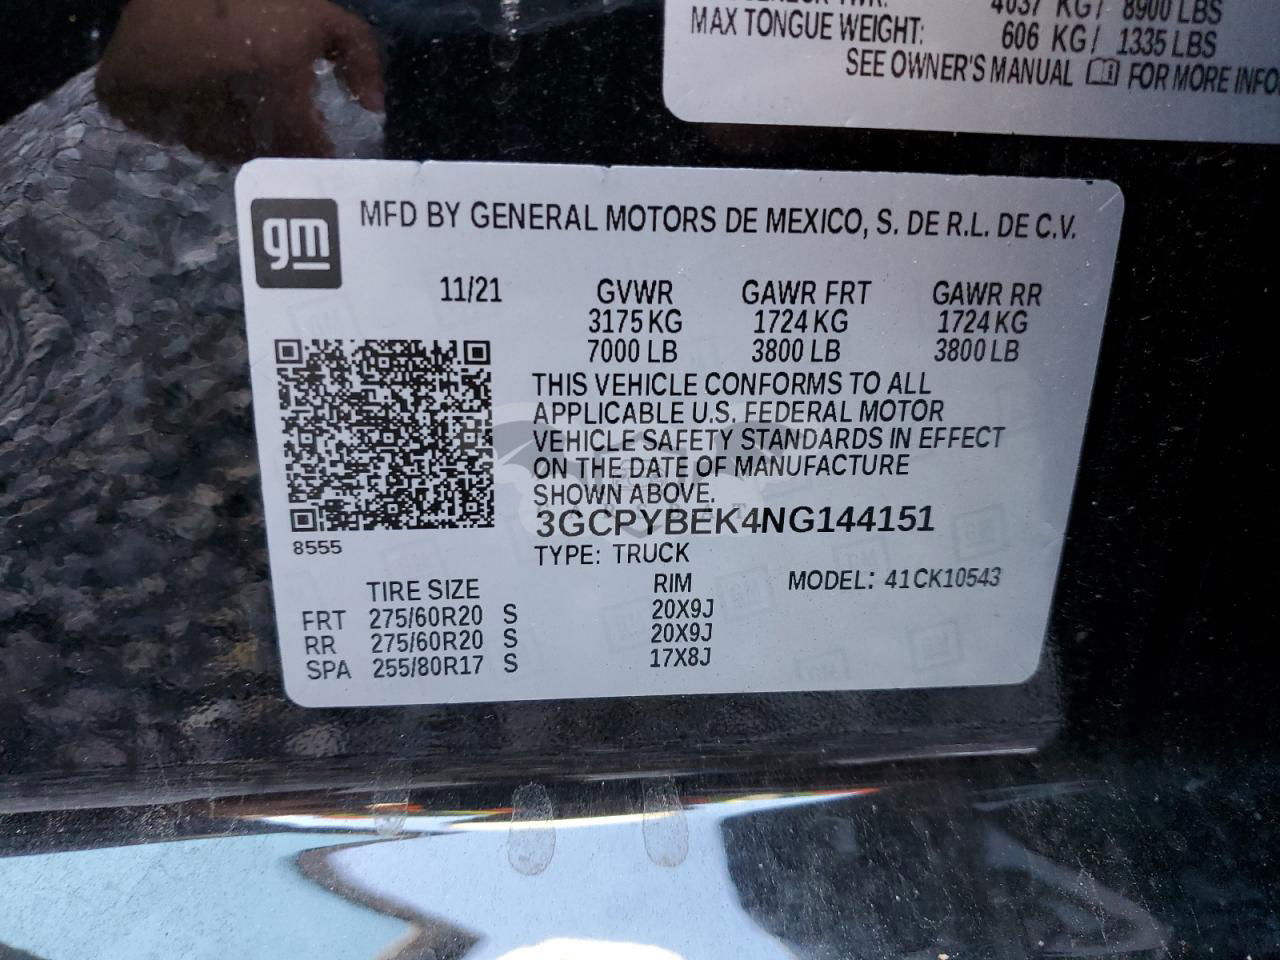 4037 KG/ 8900 LBS
MAX TONGUE WEIGHT: 606 KG/ 1335 LBS
SEE OWNER'S MANUAL FOR MORE INFO
gm
MFD BY GENERAL MOTORS DE MEXICO, S. DE R.L. DE C.V.
11/21 GVWR GAWR FRT GAWR RR
3175 KG 1724 KG 1724 KG
7000 LB 3800 LB 3800 LB
THIS VEHICLE CONFORMS TO ALL
APPLICABLE U.S. FEDERAL MOTOR
VEHICLE SAFETY STANDARDS IN EFFECT
ON THE DATE OF MANUFACTURE
SHOWN ABOVE.
3GCPYBEK4NG144151
8555
TYPE: TRUCK
TIRE SIZE RIM MODEL: 41CK10543
FRT 275/60R20 S 20X9J
RR 275/60R20 S 20X9J
SPA 255/80R17 S 17X8J